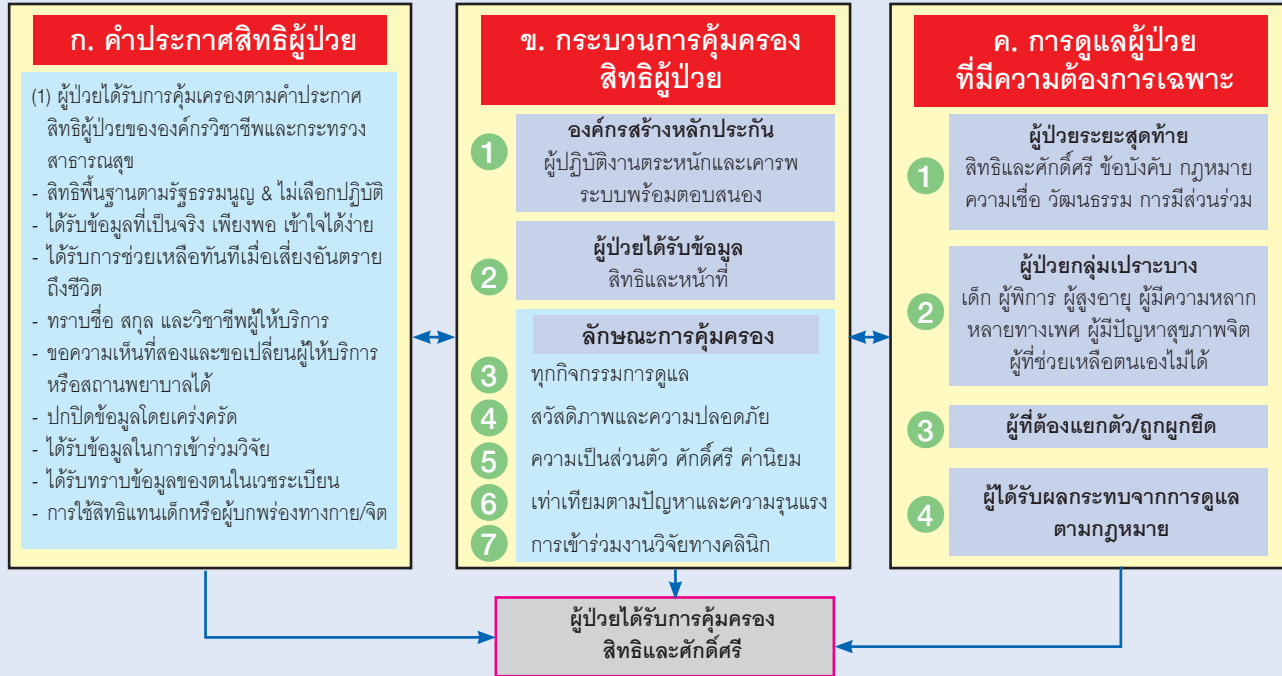 ก. คำประกาศสิทธิผู้ป่วย
(1) ผู้ป่วยได้รับการคุ้มเครองตามคำประกาศ
สิทธิผู้ป่วยขององค์กรวิชาชีพและกระทรวง
สาธารณสุข
- สิทธิพื้นฐานตามรัฐธรรมนูญ & ไม่เลือกปฏิบัติ
- ได้รับข้อมูลที่เป็นจริง เพียงพอ เข้าใจได้ง่าย
- ได้รับการช่วยเหลือทันทีเมื่อเสี่ยงอันตราย
ถึงชีวิต
- ทราบชื่อ สกุล และวิชาชีพผู้ให้บริการ
- ขอความเห็นที่สองและขอเปลี่ยนผู้ให้บริการ
หรือสถานพยาบาลได้
- ปกปิดข้อมูลโดยเคร่งครัด
- ได้รับข้อมูลในการเข้าร่วมวิจัย
- ได้รับทราบข้อมูลของตนในเวชระเบียน
- การใช้สิทธิแทนเด็กหรือผู้บกพร่องทางกาย/จิต
ข. กระบวนการคุ้มครอง
สิทธิผู้ป่วย
1
องค์กรสร้างหลักประกัน
ผู้ปฏิบัติงานตระหนักและเคารพ
ระบบพร้อมตอบสนอง
2
ผู้ป่วยได้รับข้อมูล
สิทธิและหน้าที่
ลักษณะการคุ้มครอง
3 ทุกกิจกรรมการดูแล
4 สวัสดิภาพและความปลอดภัย
5 ความเป็นส่วนตัว ศักดิ์ศรี ค่านิยม
6 เท่าเทียมตามปัญหาและความรุนแรง
7 การเข้าร่วมงานวิจัยทางคลินิก
ค. การดูแลผู้ป่วย
ที่มีความต้องการเฉพาะ
1
ผู้ป่วยระยะสุดท้าย
สิทธิและศักดิ์ศรี ข้อบังคับ กฎหมาย
ความเชื่อ วัฒนธรรม การมีส่วนร่วม
2
ผู้ป่วยกลุ่มเปราะบาง
เด็ก ผู้พิการ ผู้สูงอายุ ผู้มีความหลาก
หลายทางเพศ ผู้มีปัญหาสุขภาพจิต
ผู้ที่ช่วยเหลือตนเองไม่ได้
3 ผู้ที่ต้องแยกตัว/ถูกผูกยึด
4
ผู้ได้รับผลกระทบจากการดูแล
ตามกฎหมาย
ผู้ป่วยได้รับการคุ้มครอง
สิทธิและศักดิ์ศรี